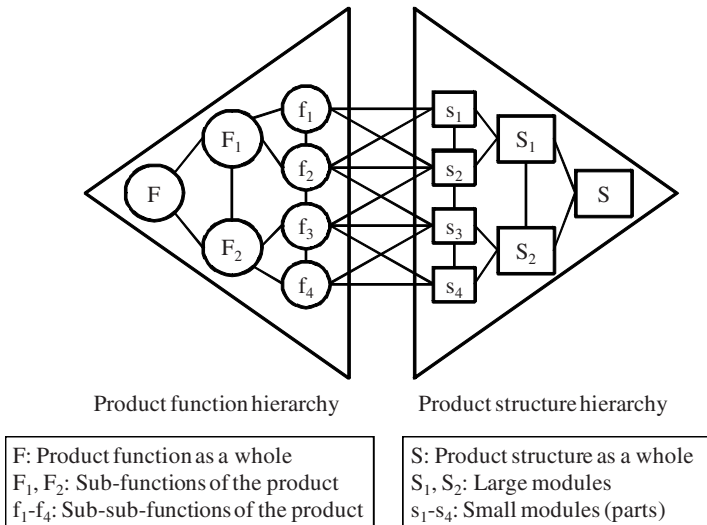 f₁
s₁
F₁
S₁
f₂
s₂
F
S
f₃
s₃
F₂
S₂
f₄
s₄
Product function hierarchy
Product structure hierarchy
F: Product function as a whole
F₁, F₂: Sub-functions of the product
f₁-f₄: Sub-sub-functions of the product
S: Product structure as a whole
S₁, S₂: Large modules
s₁-s₄: Small modules (parts)